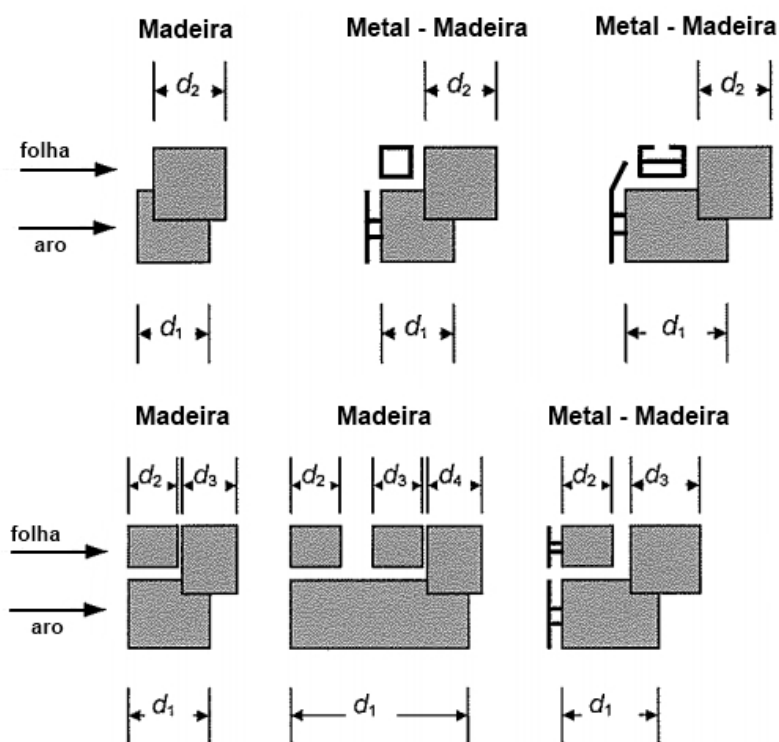 Madeira Metal - Madeira Metal - Madeira
d₂ d₂ d₂
folha
aro
d₁ d₁ d₁
Madeira Madeira Metal - Madeira
d₂ d₃ d₂ d₃ d₄ d₂ d₃
folha
aro
d₁ d₁ d₁